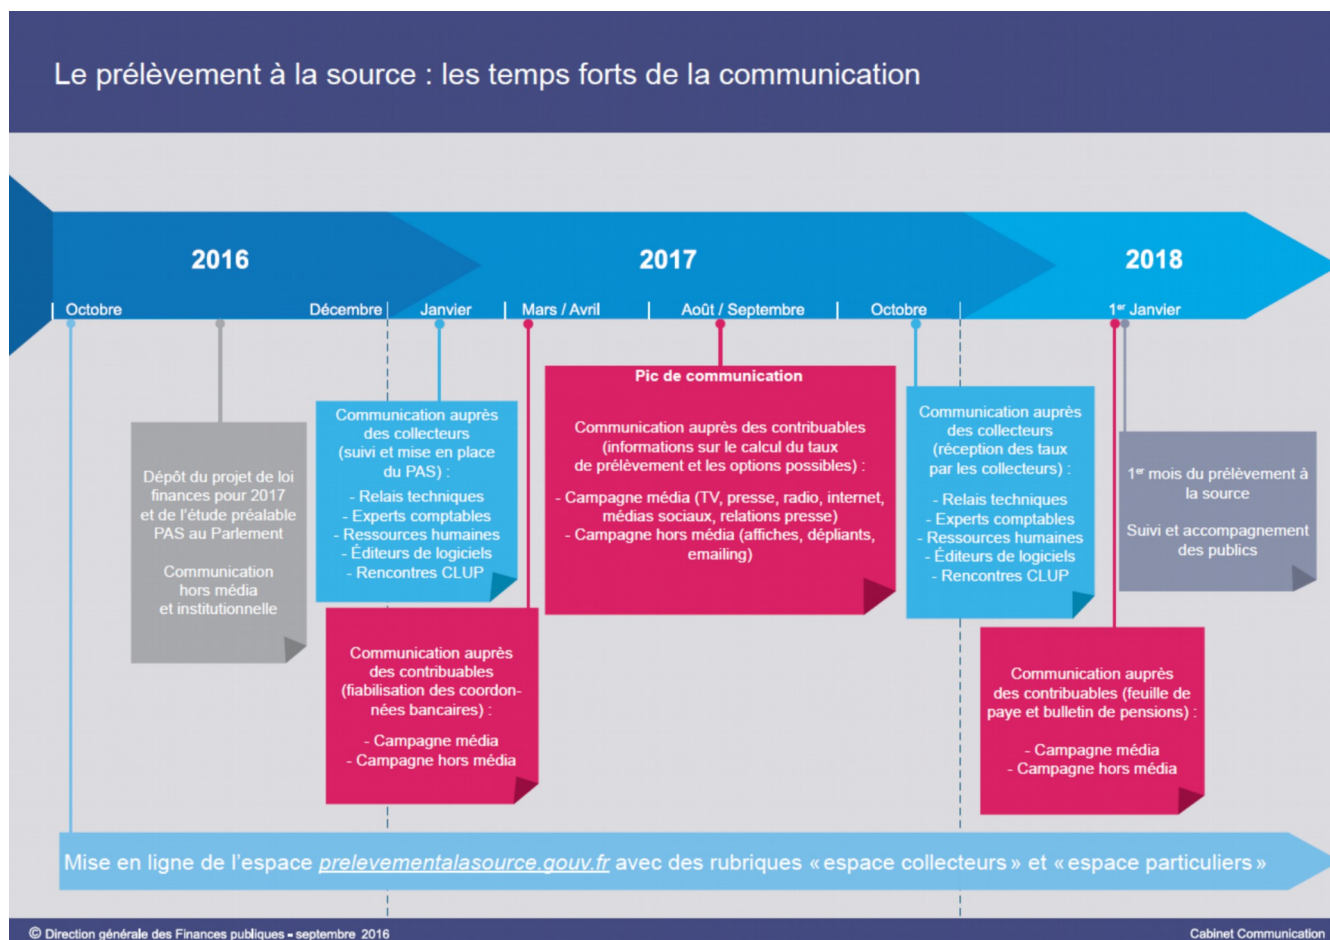 Le prélèvement à la source : les temps forts de la communication
2016
2017
2018
Octobre
Décembre
Janvier
Mars / Avril
Août / Septembre
Octobre
1er Janvier
Dépôt du projet de loi
finances pour 2017
et de l'étude préalable
PAS au Parlement
Communication
hors média
et institutionnelle
Communication auprès
des collecteurs
(suivi et mise en place
du PAS) :
- Relais techniques
- Experts comptables
- Ressources humaines
- Éditeurs de logiciels
- Rencontres CLUP
Communication auprès
des contribuables
(fiabilisation des coordon-
nées bancaires) :
- Campagne média
- Campagne hors média
Pic de communication
Communication auprès des contribuables
(informations sur le calcul du taux
de prélèvement et les options possibles) :
- Campagne média (TV, presse, radio, internet,
médias sociaux, relations presse)
- Campagne hors média (affiches, dépliants,
emailing)
Communication auprès
des collecteurs
(réception des taux
par les collecteurs) :
- Relais techniques
- Experts comptables
- Ressources humaines
- Éditeurs de logiciels
- Rencontres CLUP
Communication auprès
des contribuables (feuille de
paye et bulletin de pensions) :
- Campagne média
- Campagne hors média
1er mois du prélèvement à
la source
Suivi et accompagnement
des publics
Mise en ligne de l'espace prelevementalasource.gouv.fr avec des rubriques « espace collecteurs » et « espace particuliers »
© Direction générale des Finances publiques - septembre 2016
Cabinet Communication